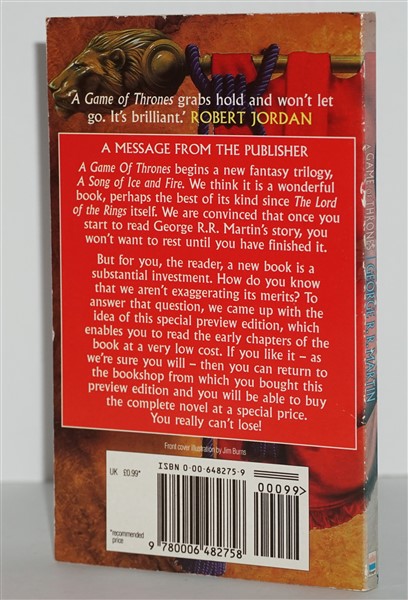 'A Game of Thrones grabs hold and won't let
go. It's brilliant.' ROBERT JORDAN
A MESSAGE FROM THE PUBLISHER
A Game Of Thrones begins a new fantasy trilogy,
A Song of Ice and Fire. We think it is a wonderful
book, perhaps the best of its kind since The Lord
of the Rings itself. We are convinced that once you
start to read George R.R. Martin's story, you
won't want to rest until you have finished it.
But for you, the reader, a new book is a
substantial investment. How do you know
that we aren't exaggerating its merits? To
answer that question, we came up with the
idea of this special preview edition, which
enables you to read the early chapters of the
book at a very low cost. If you like it – as
we're sure you will – then you can return to
the bookshop from which you bought this
preview edition and you will be able to buy
the complete novel at a special price.
You really can't lose!
Front cover illustration by Jim Burns
ISBN 0-00-648275-9
UK £0.99*
00099>
*recommended
price
9 780006 482758
A GAME OF THRONES
GEORGE R.R. MARTIN